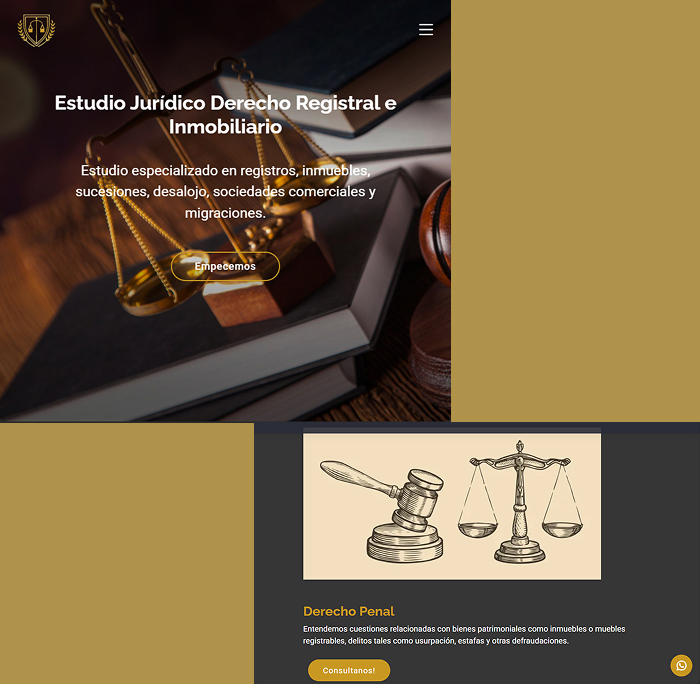 Estudio Jurídico Derecho Registral e
Inmobiliario
Estudio especializado en registros, inmuebles,
sucesiones, desalojo, sociedades comerciales y
migraciones.
Empecemos
Derecho Penal
Entendemos cuestiones relacionadas con bienes patrimoniales como inmuebles o muebles
registrables, delitos tales como usurpación, estafas y otras defraudaciones.
Consultanos!